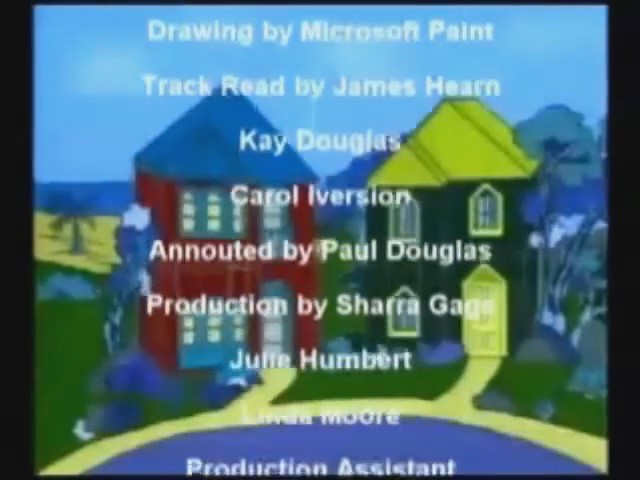 Drawing by Microsoft Paint
Track Read by James Hearn
Kay Douglas
Carol Iversion
Annouted by Paul Douglas
Production by Sharra Gage
Julie Humbert
Linda Moore
Production Assistant